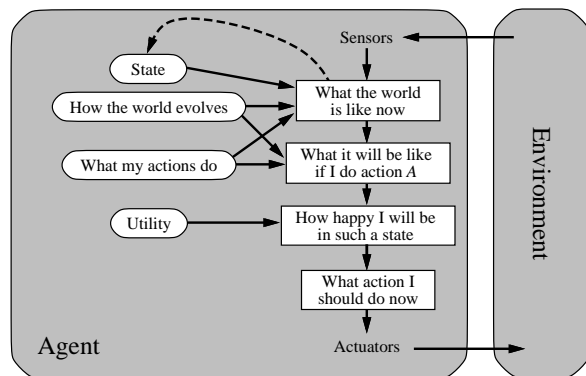 Sensors
State
What the world
is like now
How the world evolves
What my actions do
What it will be like
if I do action A
Utility
How happy I will be
in such a state
What action I
should do now
Agent
Actuators
Environment